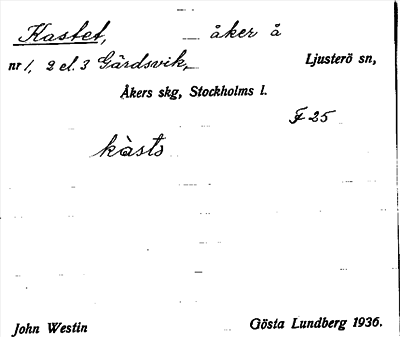 Kastet, åker å
nr 1, 2 el. 3 Gärdsvik, Ljusterö sn,
Åkers skg, Stockholms l.
F 25
kàsts
John Westin Gösta Lundberg 1936.